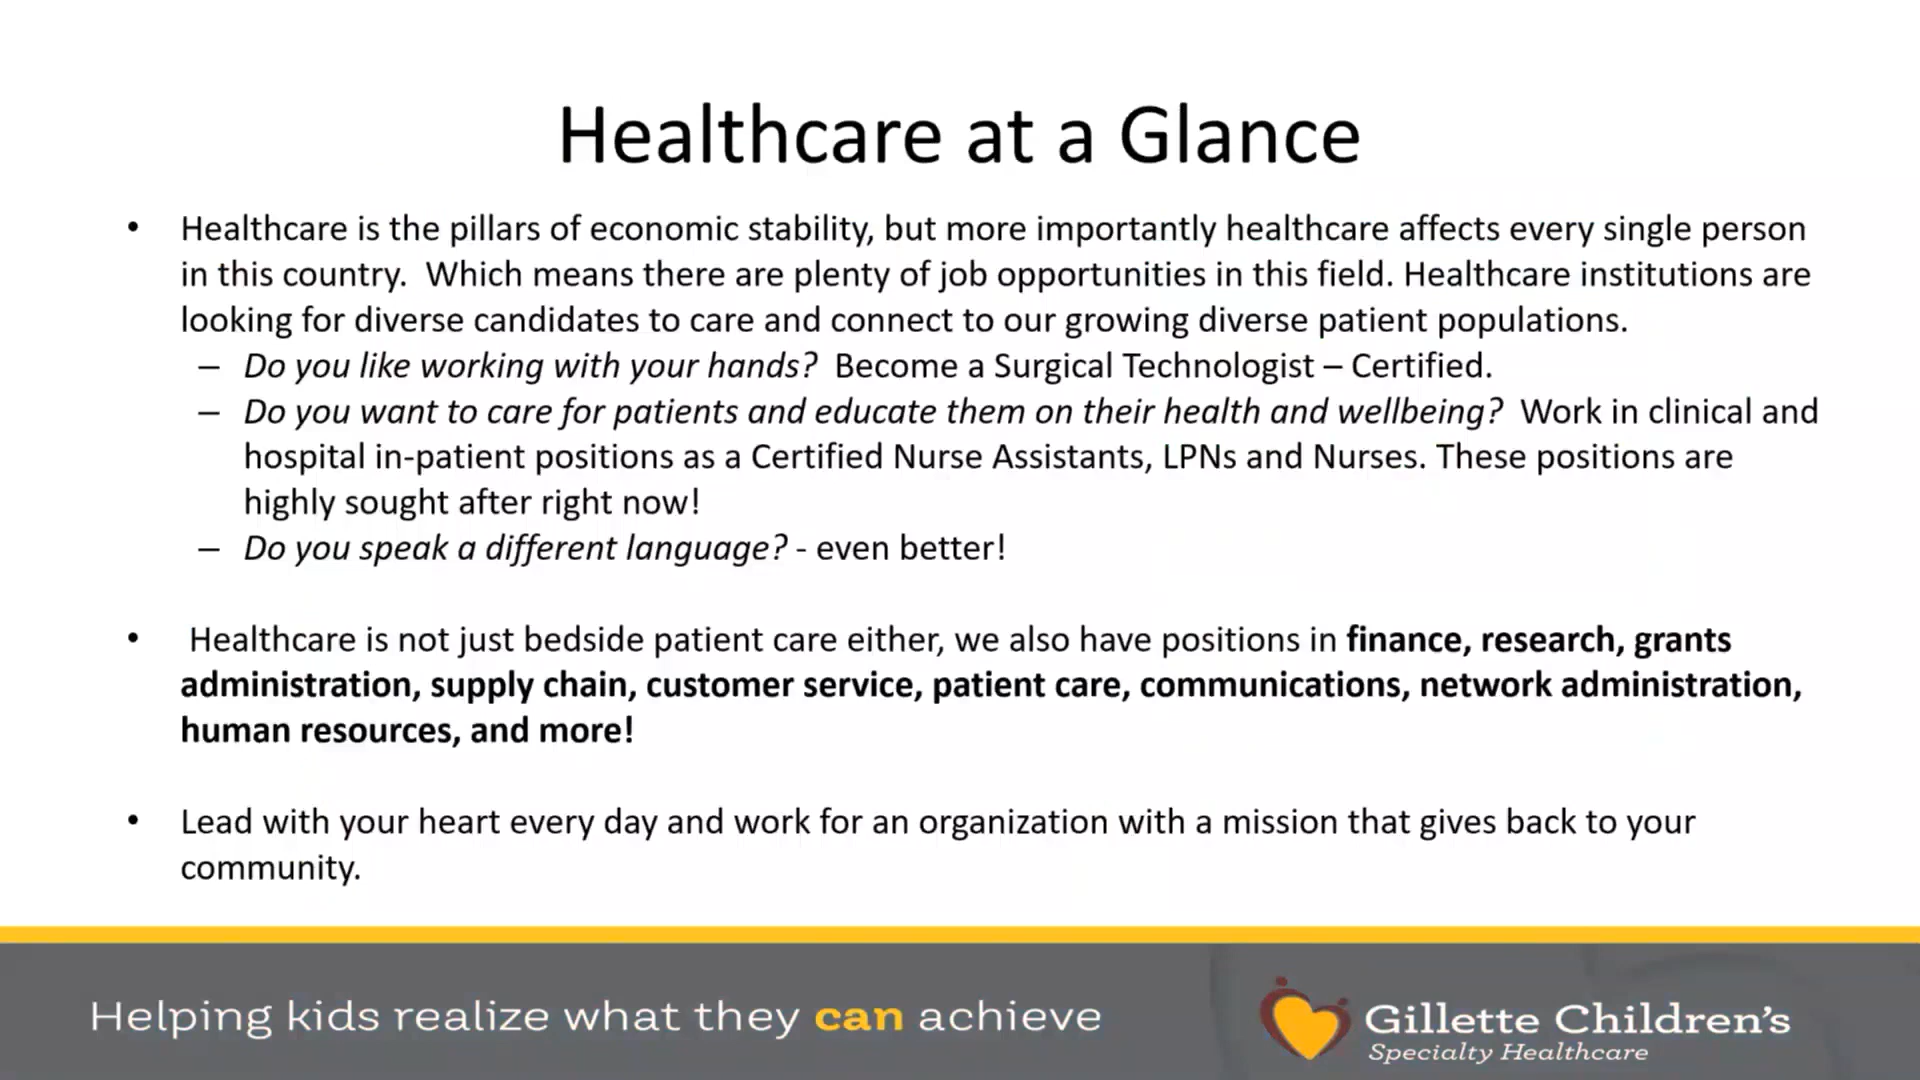 Healthcare at a Glance
• Healthcare is the pillars of economic stability, but more importantly healthcare affects every single person
in this country.  Which means there are plenty of job opportunities in this field. Healthcare institutions are
looking for diverse candidates to care and connect to our growing diverse patient populations.
– Do you like working with your hands?  Become a Surgical Technologist – Certified.
– Do you want to care for patients and educate them on their health and wellbeing?  Work in clinical and
hospital in-patient positions as a Certified Nurse Assistants, LPNs and Nurses. These positions are
highly sought after right now!
– Do you speak a different language? - even better!
• Healthcare is not just bedside patient care either, we also have positions in finance, research, grants
administration, supply chain, customer service, patient care, communications, network administration,
human resources, and more!
• Lead with your heart every day and work for an organization with a mission that gives back to your
community.
Helping kids realize what they can achieve
Gillette Children's
Specialty Healthcare